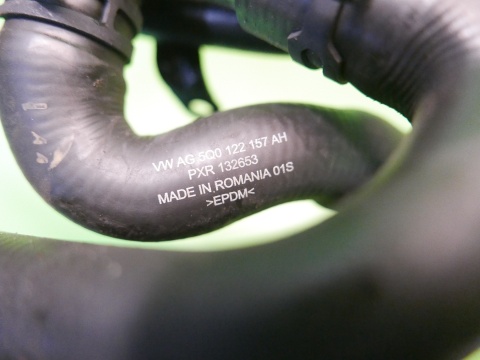 VW AG 5Q0 122 157 AH
PXR 132653
MADE IN ROMANIA 01S
>EPDM<